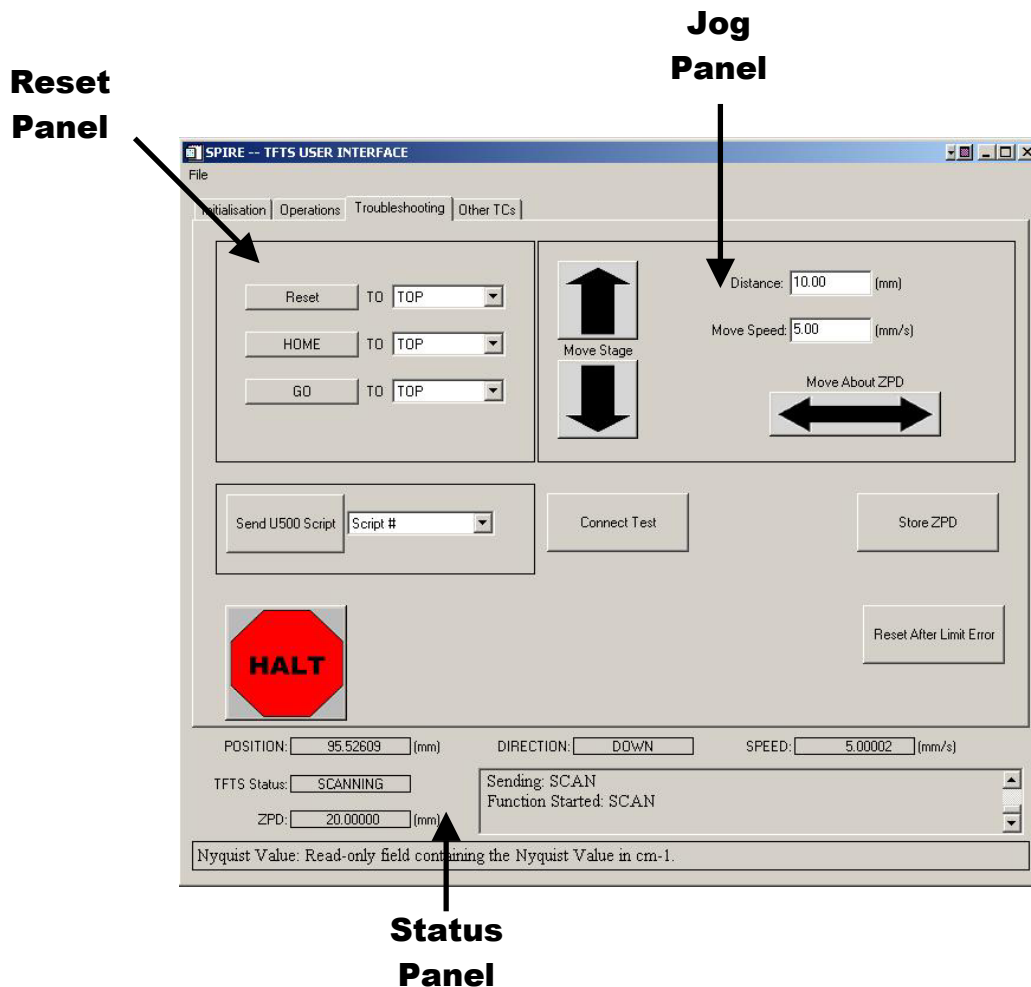 Jog
Panel
Reset
Panel
SPIRE -- TFTS USER INTERFACE
File
Initialisation Operations Troubleshooting Other TCs
Reset TO TOP
HOME TO TOP
GO TO TOP
Move Stage
Distance: 10.00 (mm)
Move Speed: 5.00 (mm/s)
Move About ZPD
Send U500 Script Script #
Connect Test
Store ZPD
HALT
Reset After Limit Error
POSITION: 95.52609 (mm) DIRECTION: DOWN SPEED: 5.00002 (mm/s)
TFTS Status: SCANNING
ZPD: 20.00000 (mm)
Sending: SCAN
Function Started: SCAN
Nyquist Value: Read-only field containing the Nyquist Value in cm-1.
Status
Panel